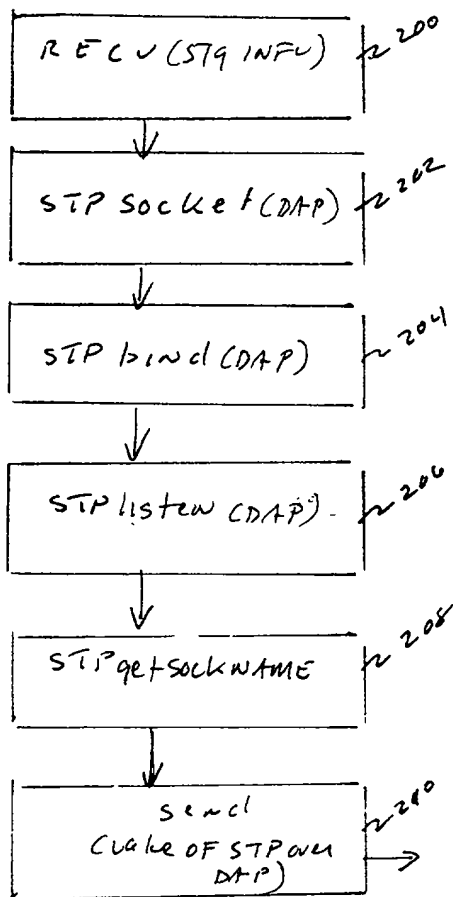 RECV (STG INFO)
200
STP Socket (DAP)
202
STP bind (DAP)
204
STP listen (DAP)
206
STP getSOCKNAME
208
send
OF STP over
DAP)
210